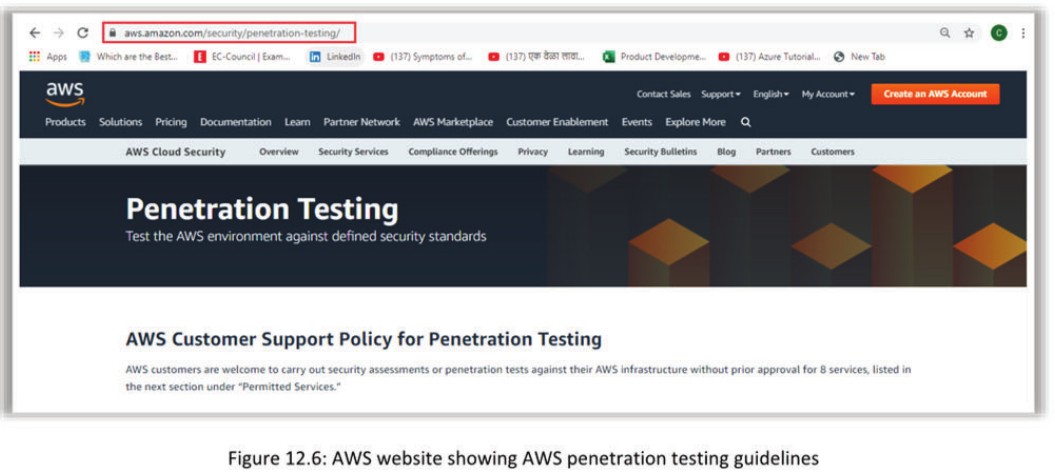 aws.amazon.com/security/penetration-testing/
Apps Which are the Best... EC-Council | Exam... LinkedIn (137) Symptoms of... (137) एक वेळा लावा... Product Developme... (137) Azure Tutorial... New Tab
aws
Contact Sales Support English My Account Create an AWS Account
Products Solutions Pricing Documentation Learn Partner Network AWS Marketplace Customer Enablement Events Explore More
AWS Cloud Security Overview Security Services Compliance Offerings Privacy Learning Security Bulletins Blog Partners Customers
Penetration Testing
Test the AWS environment against defined security standards
AWS Customer Support Policy for Penetration Testing
AWS customers are welcome to carry out security assessments or penetration tests against their AWS infrastructure without prior approval for 8 services, listed in
the next section under “Permitted Services.”
Figure 12.6: AWS website showing AWS penetration testing guidelines